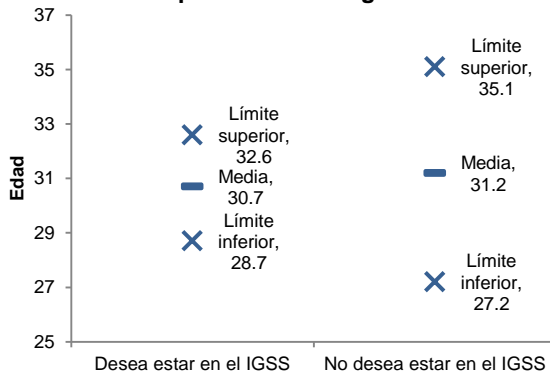 37
35
33
31
29
27
25
Edad
Límite
superior,
32.6
Media,
30.7
Límite
inferior,
28.7
Límite
superior,
35.1
Media,
31.2
Límite
inferior,
27.2
Desea estar en el IGSS
No desea estar en el IGSS